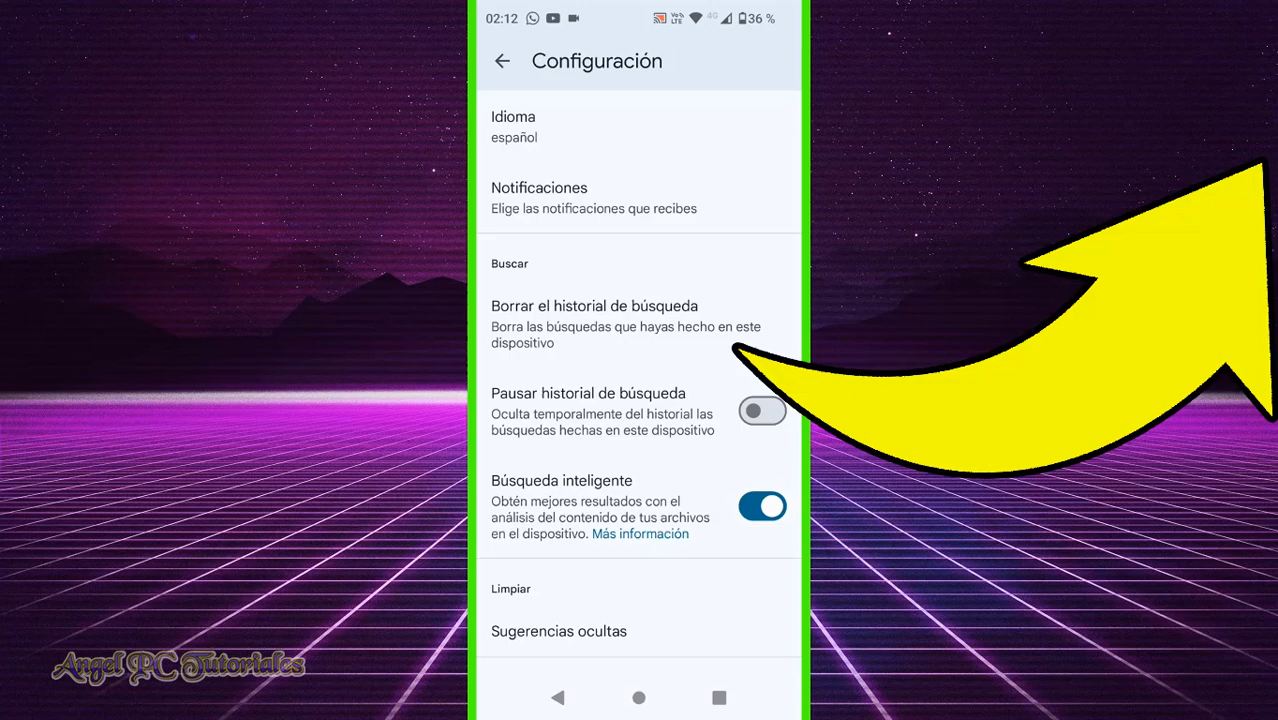 02:12 VoLTE 4G 36 %
Configuración
Idioma
español
Notificaciones
Elige las notificaciones que recibes
Buscar
Borrar el historial de búsqueda
Borra las búsquedas que hayas hecho en este
dispositivo
Pausar historial de búsqueda
Oculta temporalmente del historial las
búsquedas hechas en este dispositivo
Búsqueda inteligente
Obtén mejores resultados con el
análisis del contenido de tus archivos
en el dispositivo. Más información
Limpiar
Sugerencias ocultas
Angel PC Tutoriales